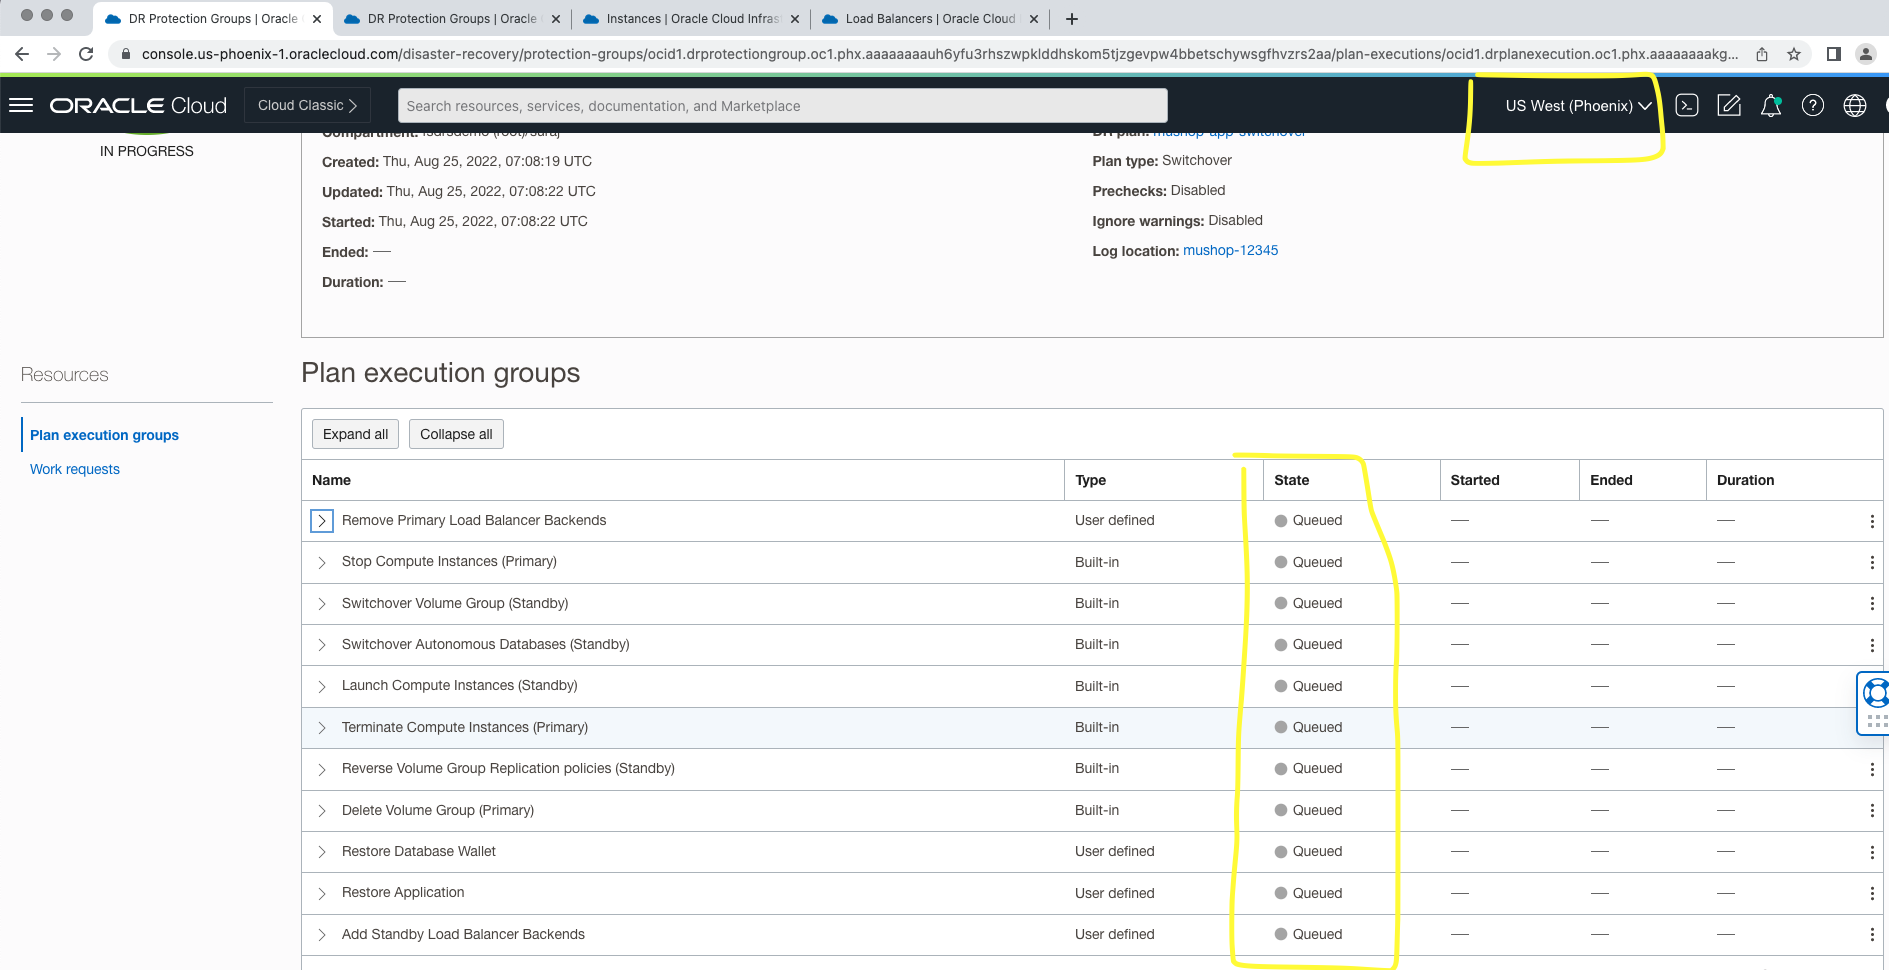 DR Protection Groups | Oracle
DR Protection Groups | Oracle
Instances | Oracle Cloud Infras
Load Balancers | Oracle Cloud
console.us-phoenix-1.oraclecloud.com/disaster-recovery/protection-groups/ocid1.drprotectiongroup.oc1.phx.aaaaaaaauh6yfu3rhszwpklddhskom5tjzgevpw4bbetschywsgfhvzrs2aa/plan-executions/ocid1.drplanexecution.oc1.phx.aaaaaaaakg...
ORACLE Cloud
Cloud Classic
Search resources, services, documentation, and Marketplace
US West (Phoenix)
IN PROGRESS
Compartment:
DR plan: mushop-app-switchover
Created: Thu, Aug 25, 2022, 07:08:19 UTC
Plan type: Switchover
Updated: Thu, Aug 25, 2022, 07:08:22 UTC
Prechecks: Disabled
Started: Thu, Aug 25, 2022, 07:08:22 UTC
Ignore warnings: Disabled
Ended: —
Log location: mushop-12345
Duration: —
Resources
Plan execution groups
Work requests
Plan execution groups
Expand all Collapse all
Name Type State Started Ended Duration
Remove Primary Load Balancer Backends User defined Queued — — —
Stop Compute Instances (Primary) Built-in Queued — — —
Switchover Volume Group (Standby) Built-in Queued — — —
Switchover Autonomous Databases (Standby) Built-in Queued — — —
Launch Compute Instances (Standby) Built-in Queued — — —
Terminate Compute Instances (Primary) Built-in Queued — — —
Reverse Volume Group Replication policies (Standby) Built-in Queued — — —
Delete Volume Group (Primary) Built-in Queued — — —
Restore Database Wallet User defined Queued — — —
Restore Application User defined Queued — — —
Add Standby Load Balancer Backends User defined Queued — — —